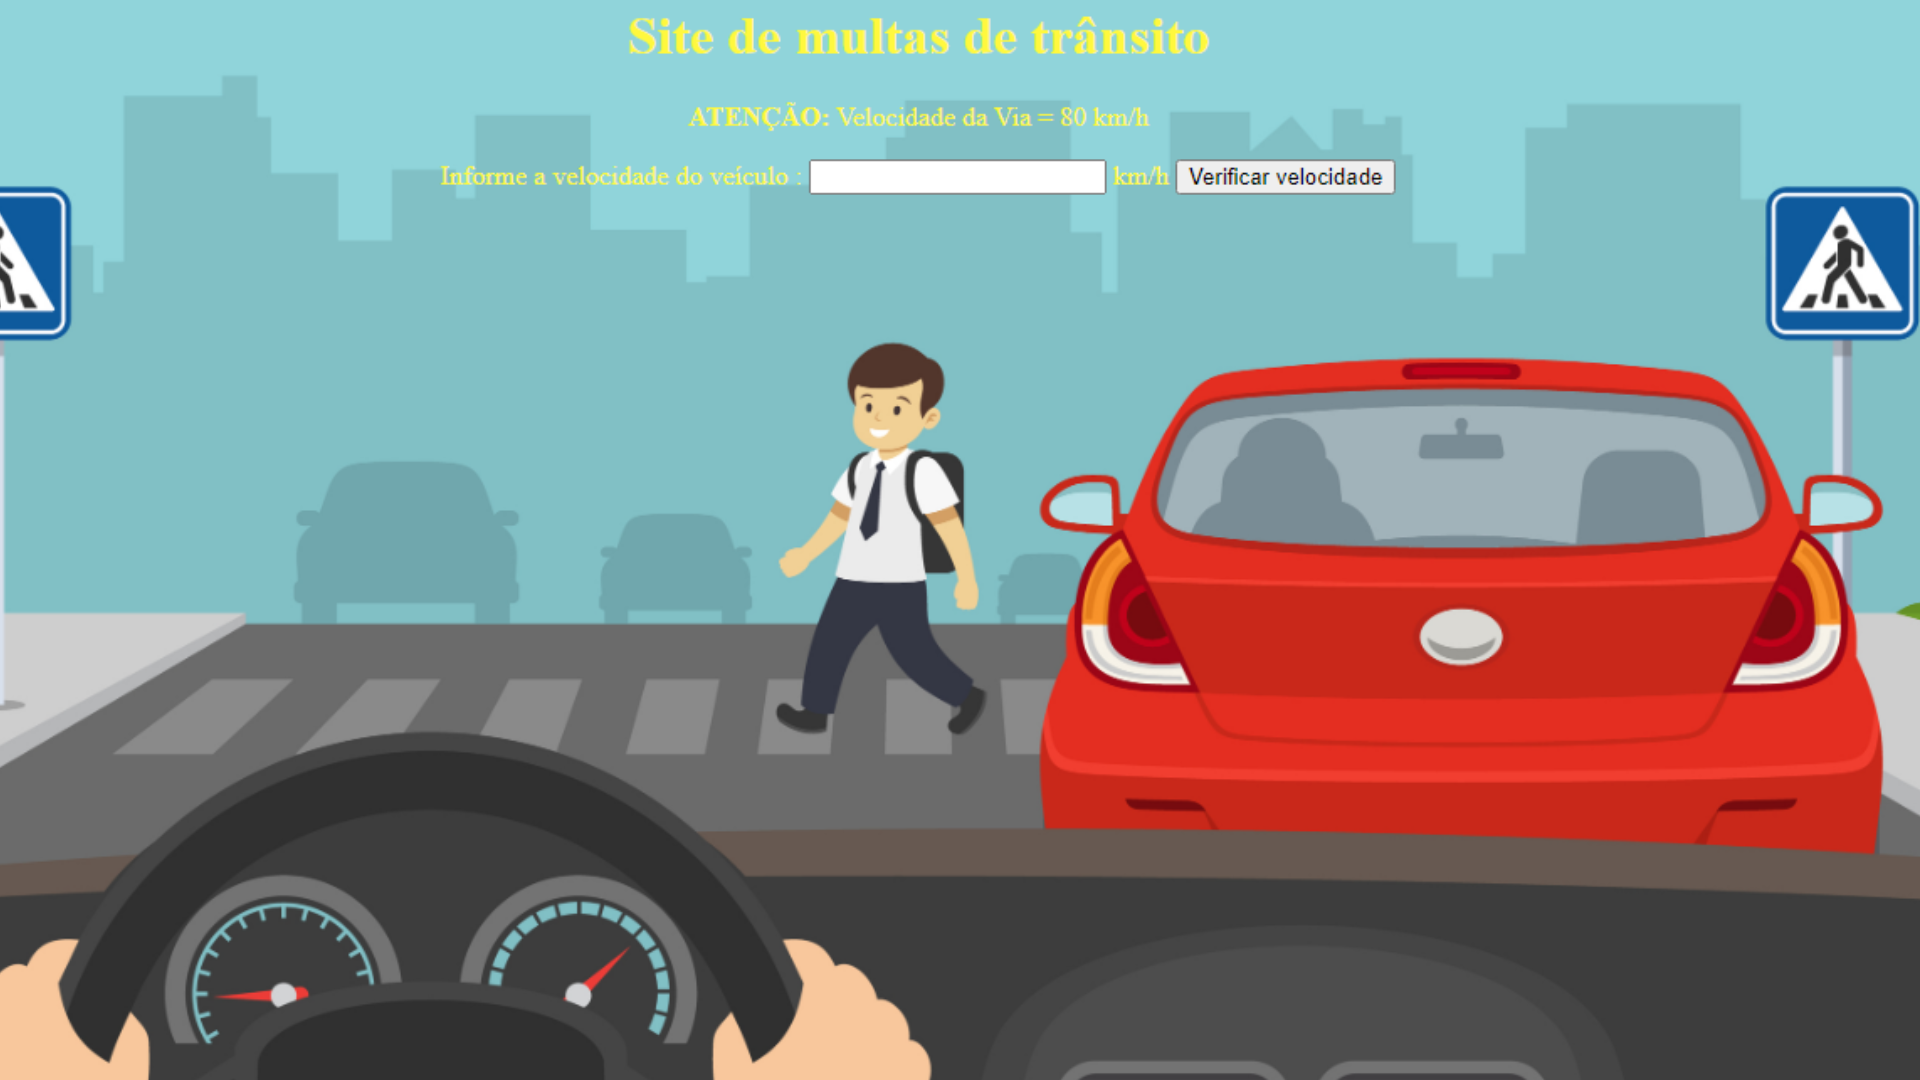 Site de multas de trânsito
ATENÇÃO: Velocidade da Via = 80 km/h
Informe a velocidade do veículo : km/h Verificar velocidade